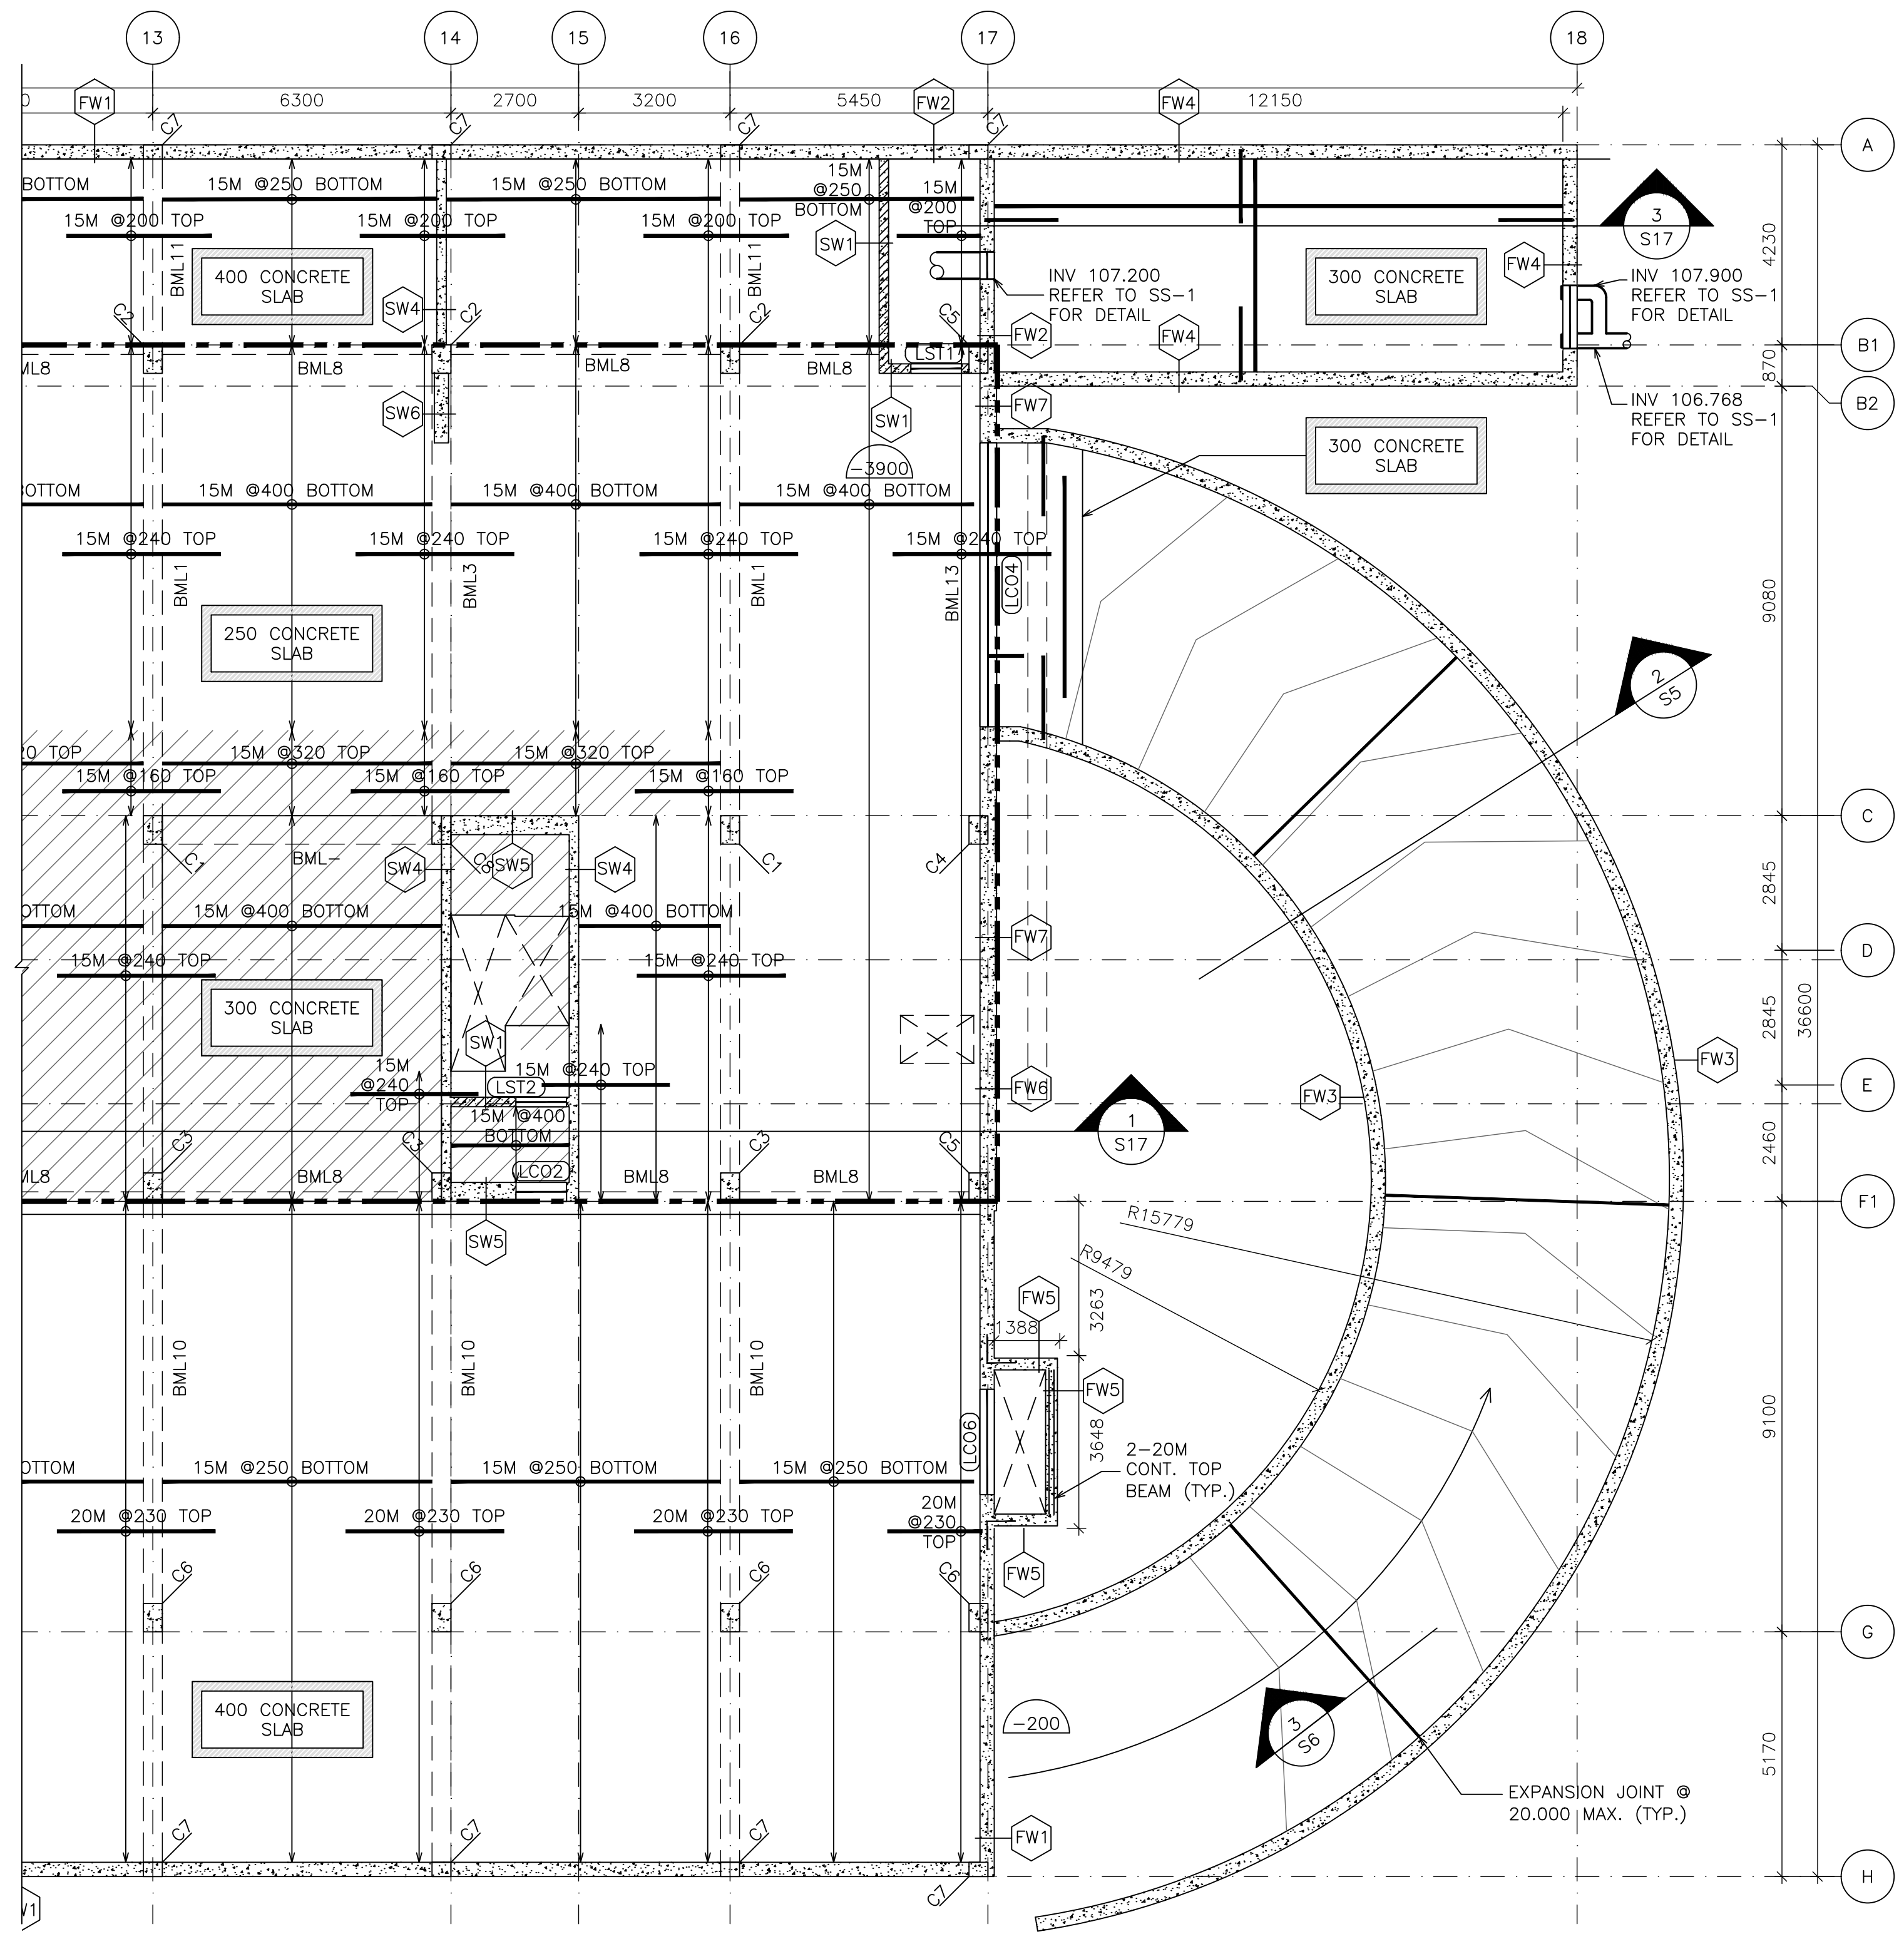 13
14
15
16
17
18
6300
2700
3200
5450
12150
FW1
FW2
FW4
C7
C7
C7
C7
A
BOTTOM
15M @250 BOTTOM
15M @250 BOTTOM
15M
@250
BOTTOM
15M
@200
TOP
15M @200 TOP
15M @200 TOP
15M @200 TOP
BML11
BML11
SW1
3
S17
4230
400 CONCRETE
SLAB
300 CONCRETE
SLAB
FW4
INV 107.200
REFER TO SS-1
FOR DETAIL
INV 107.900
REFER TO SS-1
FOR DETAIL
SW4
C2
C2
C2
C5
FW2
FW4
LST1
B1
BML8
BML8
BML8
870
SW6
SW1
FW7
INV 106.768
REFER TO SS-1
FOR DETAIL
B2
300 CONCRETE
SLAB
-3900
15M @400 BOTTOM
15M @400 BOTTOM
15M @400 BOTTOM
15M @240 TOP
15M @240 TOP
15M @240 TOP
15M @240 TOP
BML1
BML3
BML1
BML13
LCO4
9080
250 CONCRETE
SLAB
2
S5
15M @320 TOP
15M @320 TOP
15M @160 TOP
15M @160 TOP
15M @160 TOP
C
BML-
C1
SW4
SW5
SW4
C1
C4
2845
15M @400 BOTTOM
15M @400 BOTTOM
FW7
D
15M @240 TOP
15M @240 TOP
300 CONCRETE
SLAB
SW1
2845
36600
FW3
15M
@240
TOP
LST2
15M @240 TOP
FW6
FW3
E
15M @400
BOTTOM
1
S17
2460
C3
C3
C3
C5
BML8
LCO2
BML8
BML8
F1
SW5
R15779
R9479
FW5
3263
1388
BML10
BML10
BML10
FW5
3648
9100
LCO6
2-20M
CONT. TOP
BEAM (TYP.)
15M @250 BOTTOM
15M @250 BOTTOM
15M @250 BOTTOM
20M @230 TOP
20M @230 TOP
20M @230 TOP
20M
@230
TOP
FW5
C6
C6
C6
C6
G
400 CONCRETE
SLAB
-200
3
S6
5170
EXPANSION JOINT @
20.000 MAX. (TYP.)
C7
C7
C7
FW1
C7
H